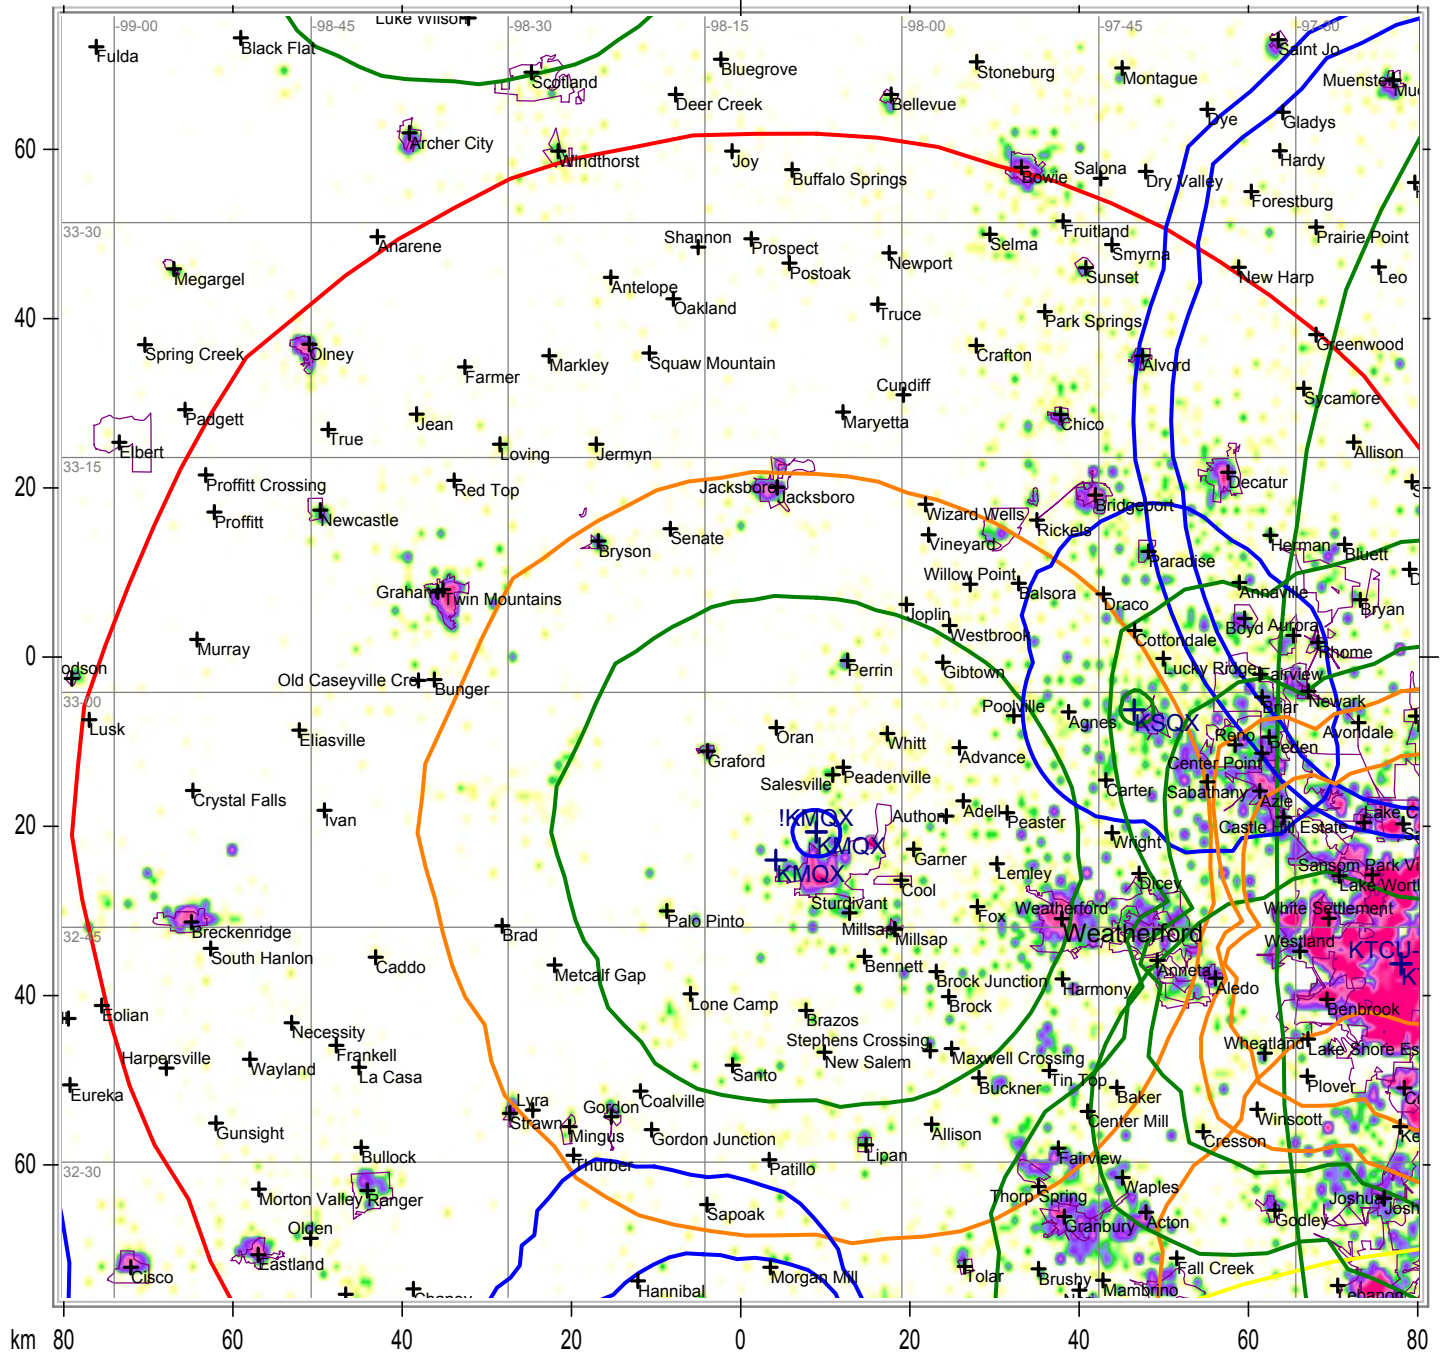 Luke Wilson
-99-00
-98-45
-98-30
-98-15
-98-00
-97-45
-97-30
Fulda
Black Flat
Scotland
Bluegrove
Stoneburg
Montague
Saint Jo
Muenster
Deer Creek
Bellevue
Dye
Gladys
Archer City
Windthorst
Joy
Buffalo Springs
Bowie
Salona
Dry Valley
Hardy
Forestburg
60
33-30
Anarene
Shannon
Prospect
Postoak
Newport
Selma
Fruitland
Smyrna
Sunset
Prairie Point
New Harp
Leo
Megargel
Antelope
Oakland
Truce
Park Springs
40
Spring Creek
Olney
Farmer
Markley
Squaw Mountain
Crafton
Alvord
Greenwood
Padgett
Jean
Cundiff
Maryetta
Chico
Sycamore
Elbert
True
Loving
Jermyn
Allison
33-15
Proffitt Crossing
Red Top
Jacksboro
Jacksboro
Decatur
20
Proffitt
Newcastle
Bryson
Senate
Wizard Wells
Vineyard
Rickels
Bridgeport
Paradise
Herman
Bluett
Graham
Twin Mountains
Willow Point
Balsora
Draco
Annaville
Bryan
Joplin
Westbrook
Cottondale
Boyd
Aurora
Rhome
0
Murray
Perrin
Gibtown
Lucky Ridge
Fairview
odson
Old Caseyville Cre
Bunger
33-00
Newark
Briar
Lusk
Eliasville
Graford
Oran
Whitt
Poolville
Agnes
KSQX
Reno
Peden
Avondale
Advance
Center Point
Salesville
Peadenville
Crystal Falls
Ivan
Carter
Sabathany
Azle
20
!KMQX
KMQX
KMQX
Author
Adell
Peaster
Wright
Castle Hill Estate
Lake C
Garner
Lemley
Cool
Dicey
Sansom Park Vi
Lake Worth
Breckenridge
Palo Pinto
Sturdivant
Millsap
Millsap
Fox
Weatherford
Weatherford
White Settlement
32-45
South Hanlon
Brad
Westland
KTCU-
K
Caddo
Metcalf Gap
Bennett
Brock Junction
Brock
Harmony
Annetta
Aledo
Benbrook
40
Eolian
Lone Camp
Brazos
Necessity
Frankell
Stephens Crossing
New Salem
Maxwell Crossing
Wheatland
Lake Shore Es
Harpersville
Wayland
La Casa
Santo
Buckner
Tin Top
Baker
Plover
Eureka
Coalville
Lyra
Strawn
Gordon
Mingus
Gordon Junction
Allison
Center Mill
Winscott
Cresson
Gunsight
Bullock
Thurber
Patillo
Lipan
Fairview
60
32-30
Morton Valley
Ranger
Sapoak
Thorp Spring
Waples
Granbury
Acton
Godley
Joshua
Olden
Eastland
Cisco
Hannibal
Morgan Mill
Tolar
Brushy
Mambrino
Fall Creek
km 80 60 40 20 0 20 40 60 80